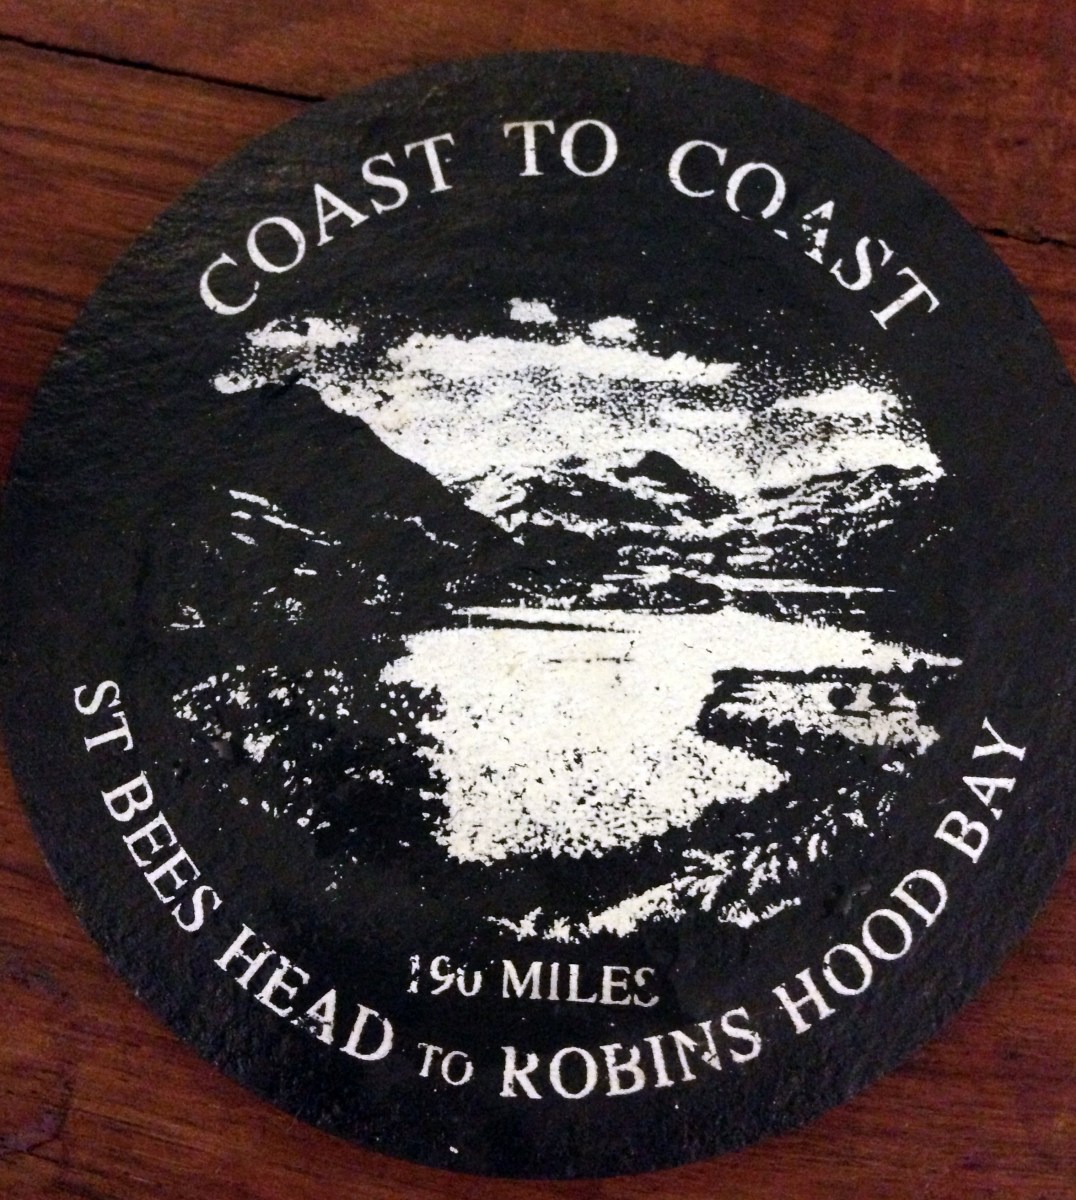 COAST TO COAST
190 MILES
ST BEES HEAD TO ROBINS HOOD BAY